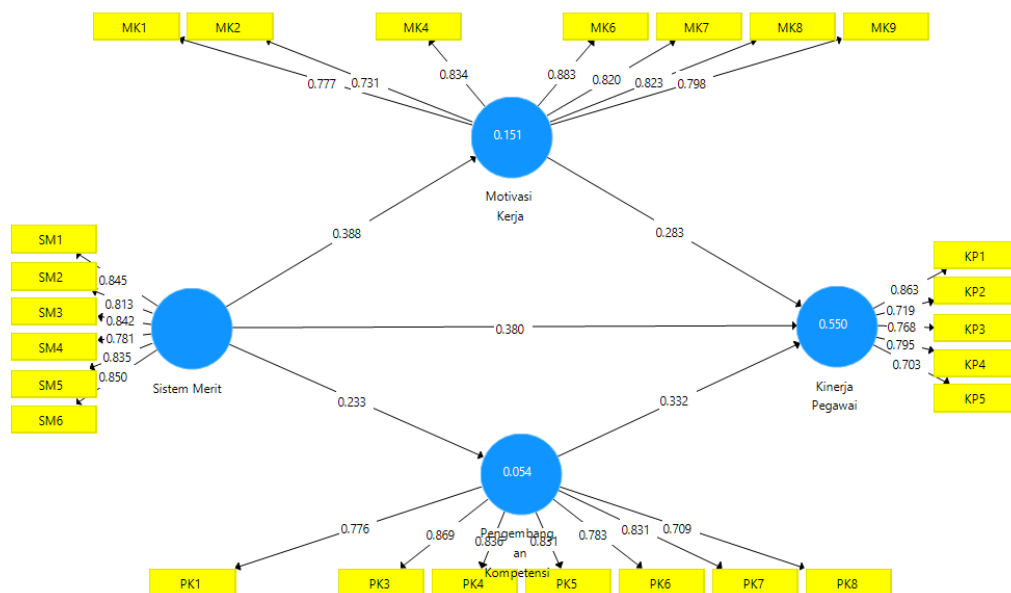 MK1 MK2 MK4 MK6 MK7 MK8 MK9
0.777 0.731 0.834 0.883 0.820 0.823 0.798
0.151
Motivasi
Kerja
0.388
0.283
SM1
SM2
SM3
SM4
SM5
SM6
0.845
0.813
0.842
0.781
0.835
0.850
Sistem Merit
0.380
0.550
Kinerja
Pegawai
0.863
0.719
0.768
0.795
0.703
KP1
KP2
KP3
KP4
KP5
0.233
0.332
0.054
Pengembang
an
Kompetensi
0.776 0.869 0.836 0.831 0.783 0.831 0.709
PK1 PK3 PK4 PK5 PK6 PK7 PK8